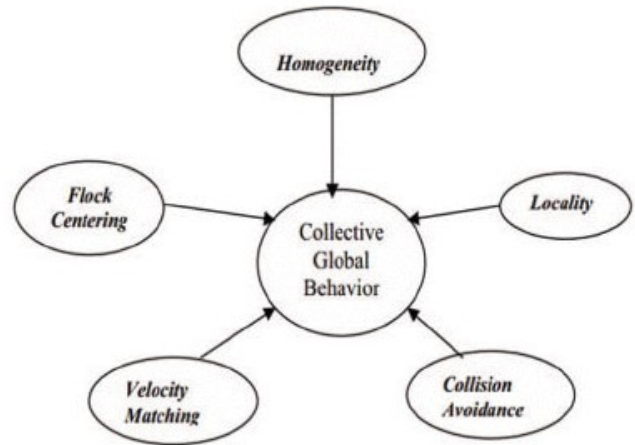 Homogeneity
Flock
Centering
Locality
Collective
Global
Behavior
Velocity
Matching
Collision
Avoidance